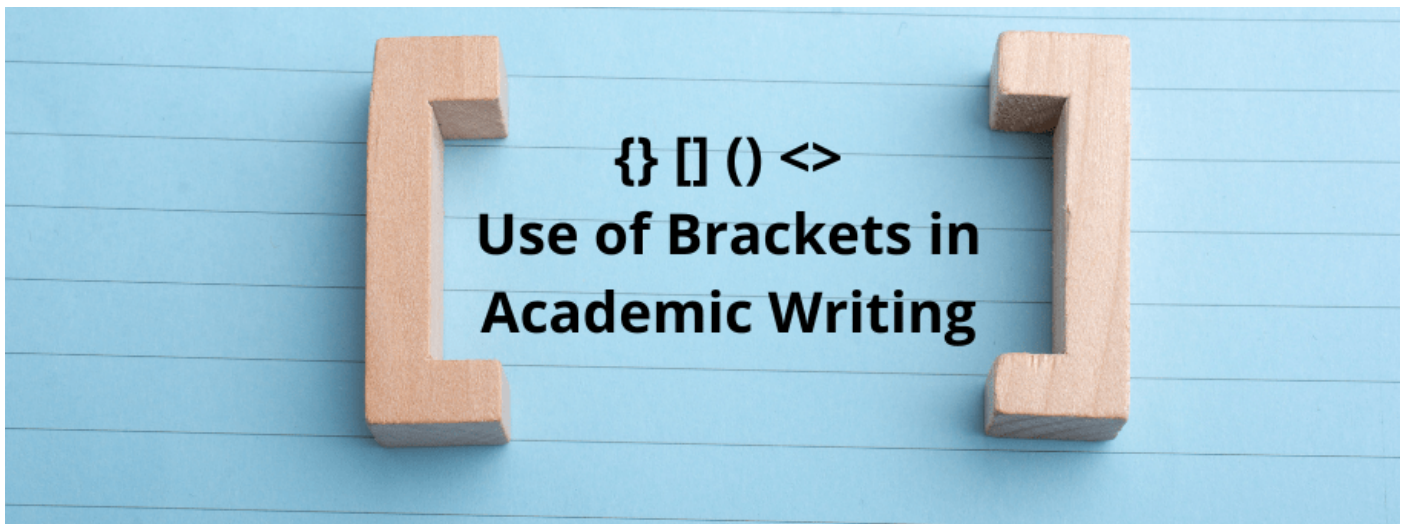 {} [] () <>
Use of Brackets in
Academic Writing